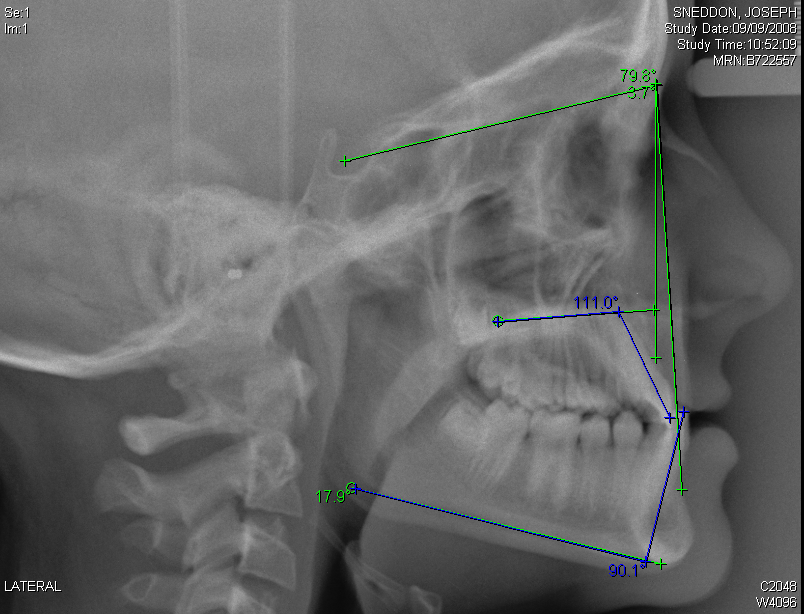 Se:1
Im:1
SNEDDON, JOSEPH
Study Date:09/09/2008
Study Time:10:52:09
MRN:B722557
79.8°
3.7°
111.0°
17.9°
90.1°
LATERAL
C2048
W4096